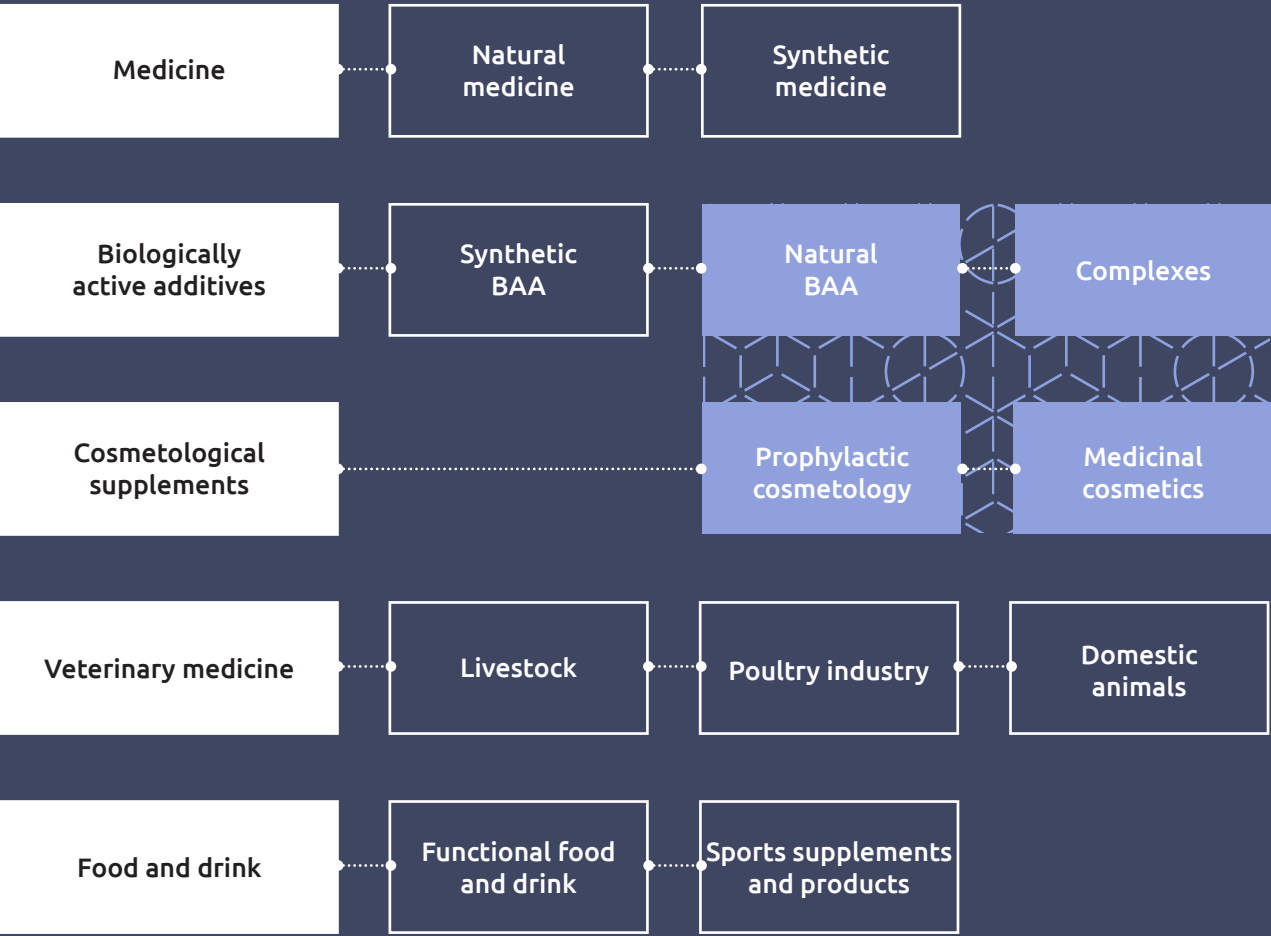 Medicine
Natural
medicine
Synthetic
medicine
Biologically
active additives
Synthetic
BAA
Natural
BAA
Complexes
Cosmetological
supplements
Prophylactic
cosmetology
Medicinal
cosmetics
Veterinary medicine
Livestock
Poultry industry
Domestic
animals
Food and drink
Functional food
and drink
Sports supplements
and products